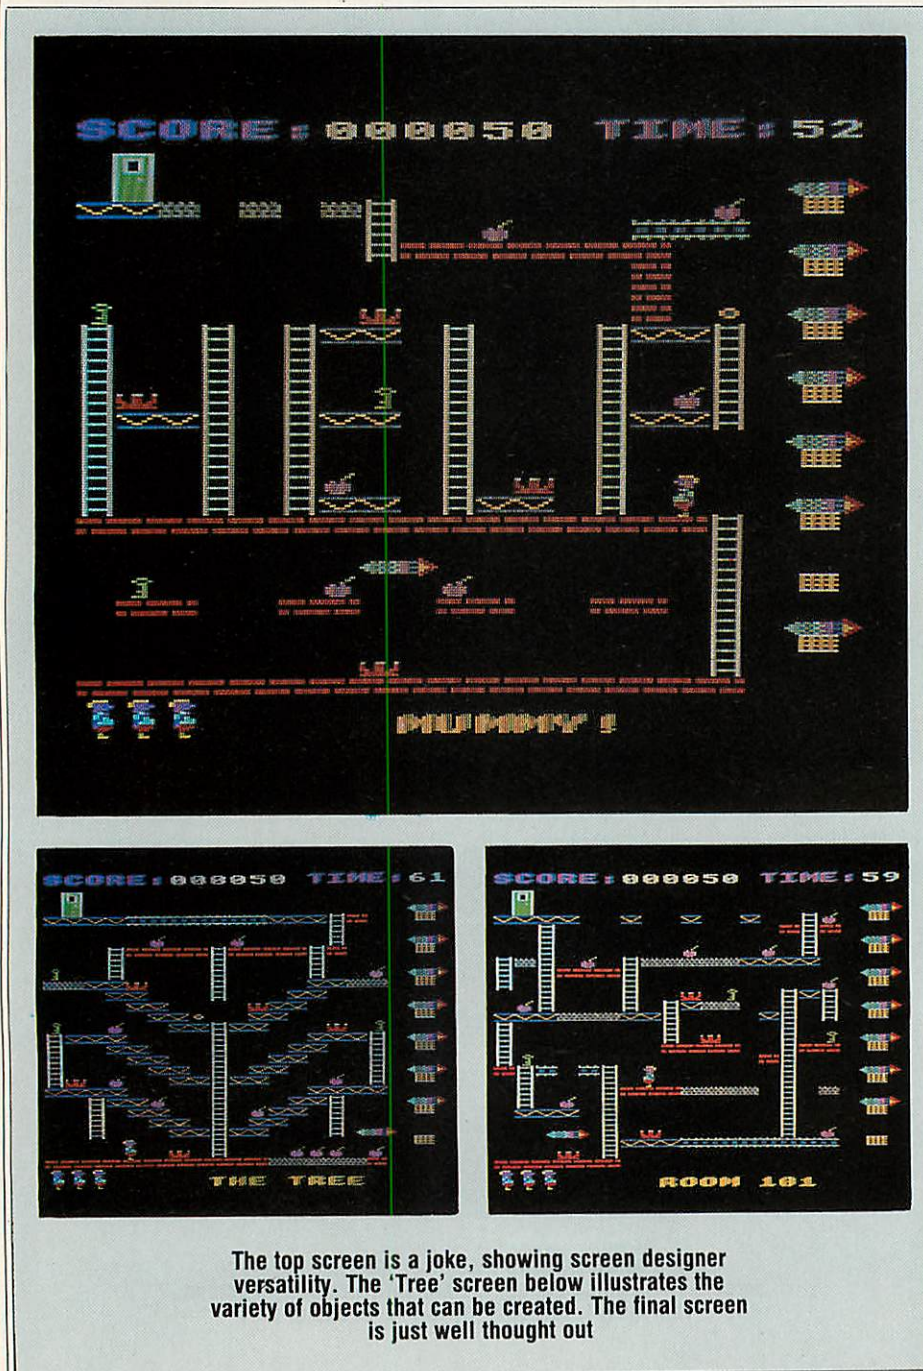 SCORE:000050 TIME:52
MUMMY!
SCORE:000050 TIME:61
THE TREE
SCORE:000050 TIME:59
ROOM 101
The top screen is a joke, showing screen designer
versatility. The ‘Tree’ screen below illustrates the
variety of objects that can be created. The final screen
is just well thought out